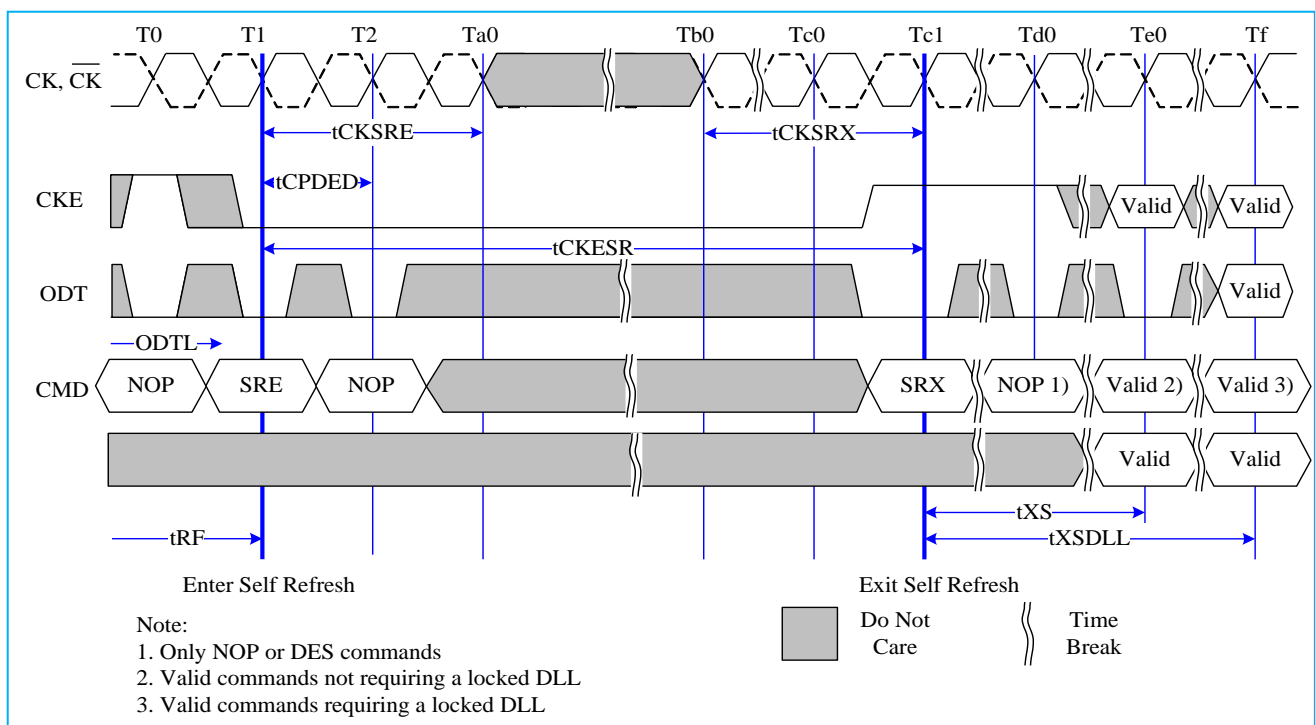 T0 T1 T2 Ta0 Tb0 Tc0 Tc1 Td0 Te0 Tf
CK, CK
tCKSRE tCKSRX
tCPDED
CKE Valid Valid
tCKESR
ODT Valid
ODTL
CMD NOP SRE NOP SRX NOP 1) Valid 2) Valid 3)
Valid Valid
tXS
tRF tXSDLL
Enter Self Refresh Exit Self Refresh
Do Not Care
Time Break
Note:
1. Only NOP or DES commands
2. Valid commands not requiring a locked DLL
3. Valid commands requiring a locked DLL